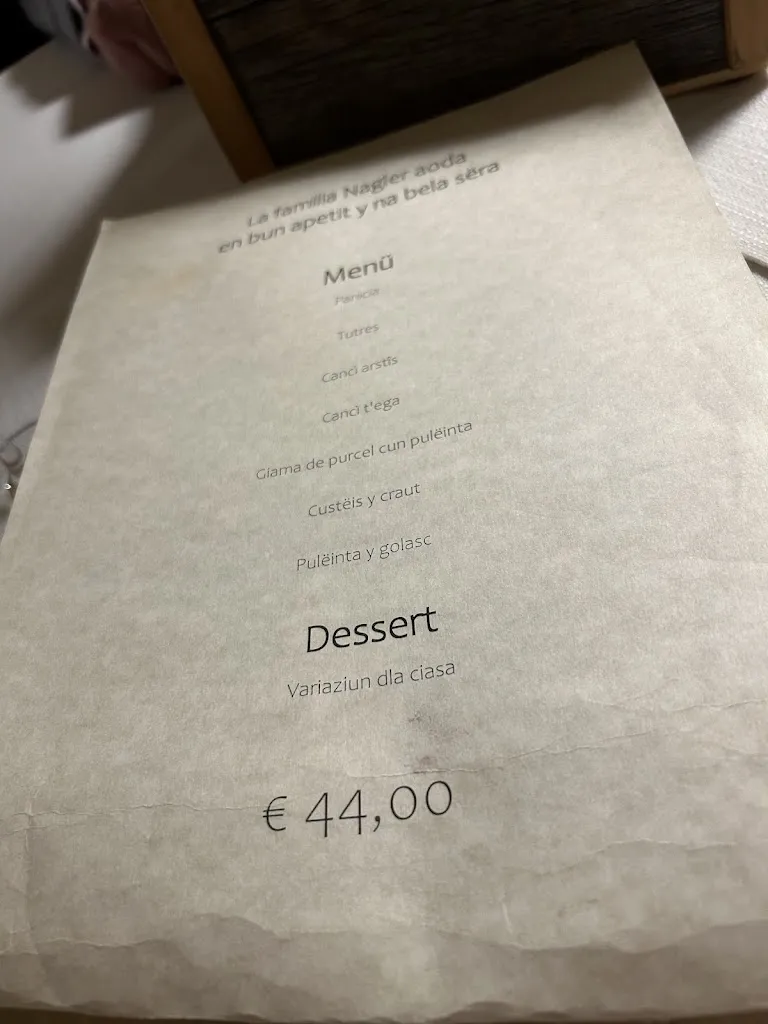 La familia Nagler aoda
en bun apetit y na bela sëra
Menü
Panicia
Tutres
Canci arstîs
Canci t'ega
Giama de purcel cun pulëinta
Custëis y craut
Pulëinta y golasc
Dessert
Variaziun dla ciasa
€ 44,00